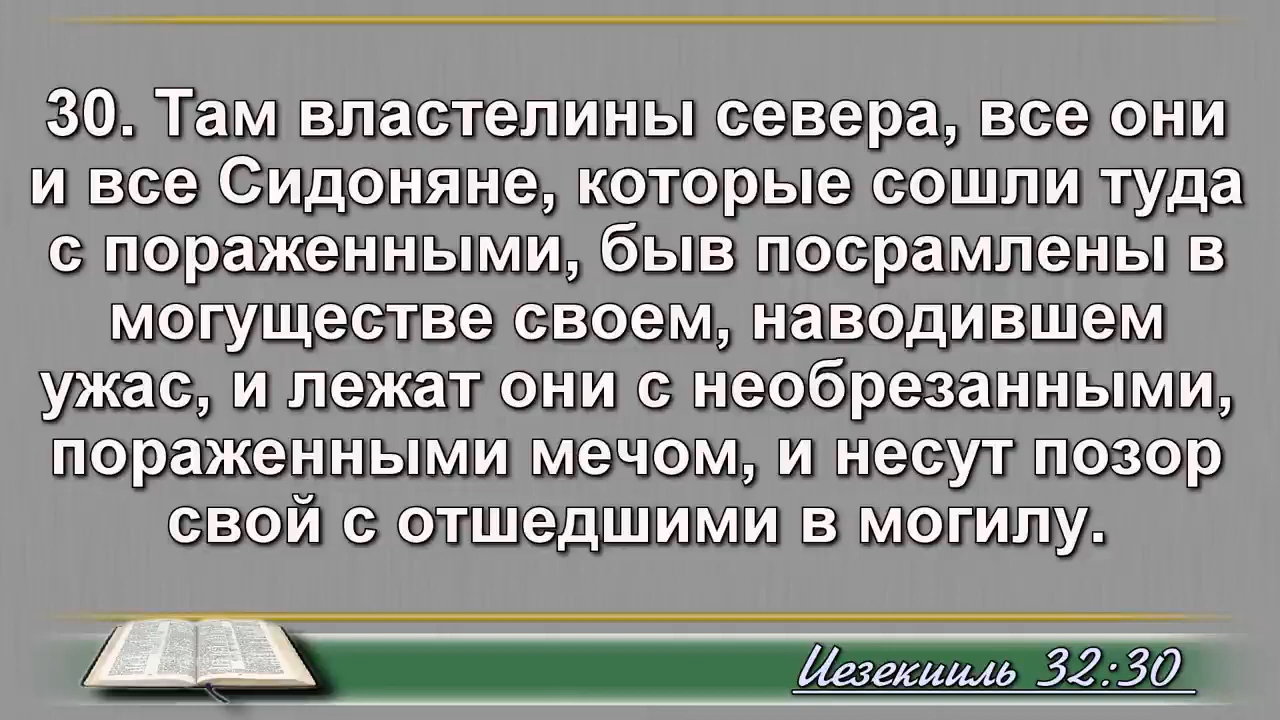 30. Там властелины севера, все они
и все Сидоняне, которые сошли туда
с пораженными, быв посрамлены в
могуществе своем, наводившем
ужас, и лежат они с необрезанными,
пораженными мечом, и несут позор
свой с отшедшими в могилу.
Иезекииль 32:30